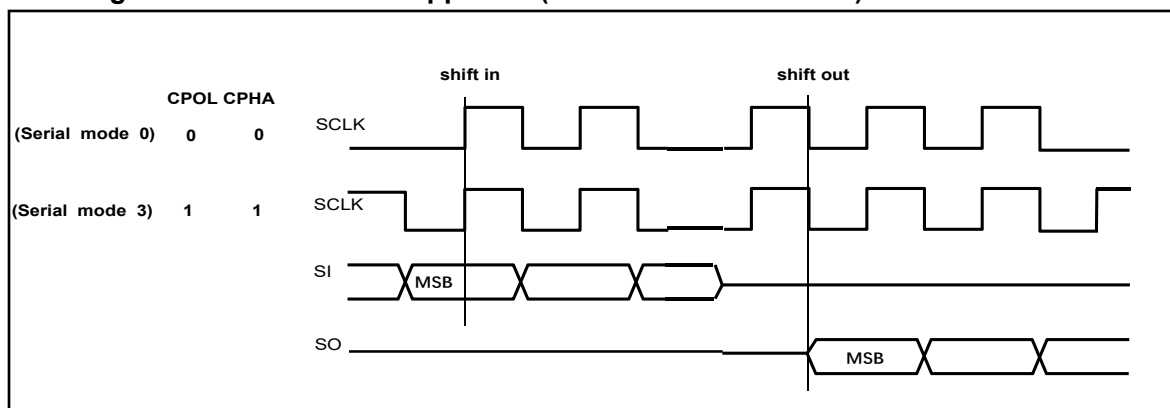 shift in shift out
CPOL CPHA
(Serial mode 0) 0 0 SCLK
(Serial mode 3) 1 1 SCLK
SI MSB
SO MSB